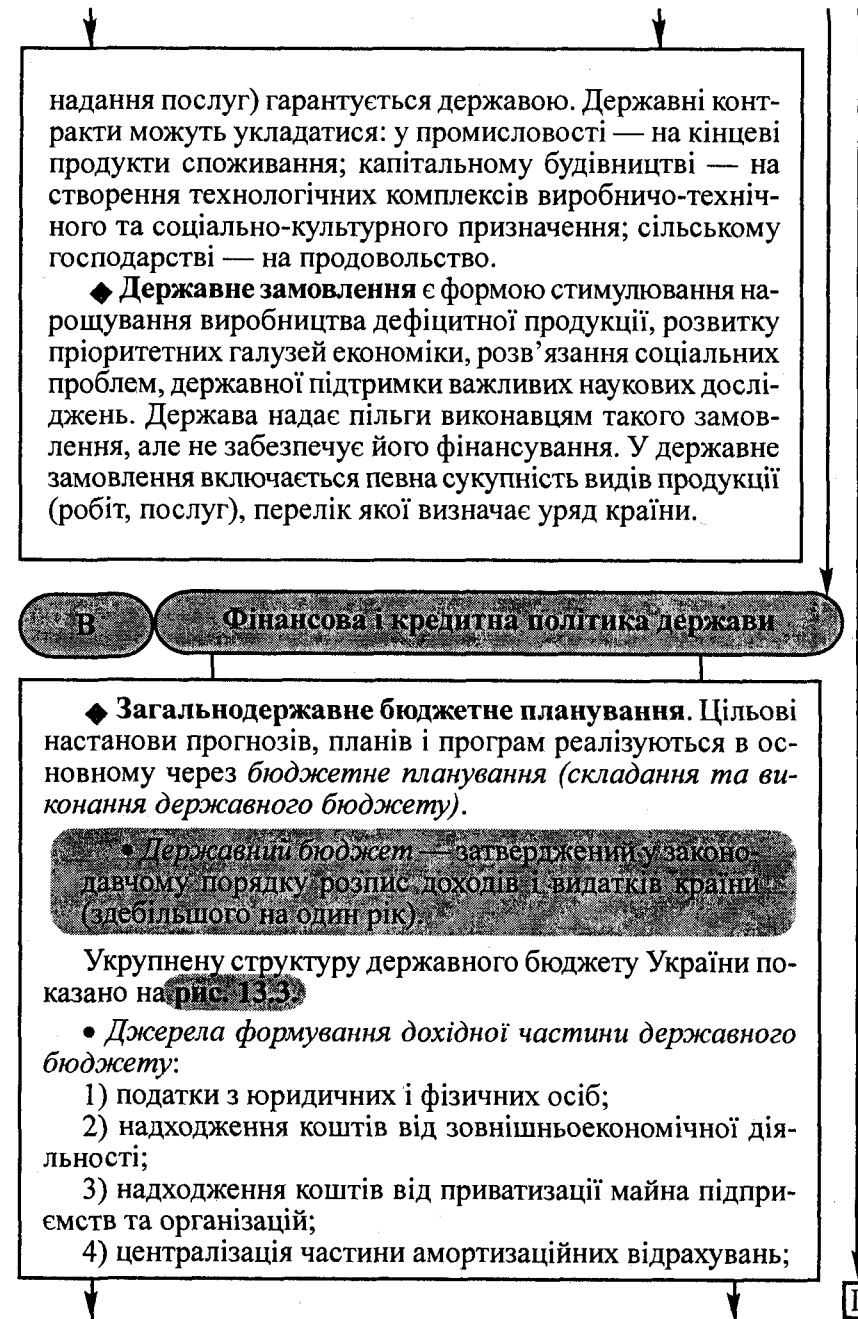 надання послуг) гарантується державою. Державні конт-
ракти можуть укладатися: у промисловості — на кінцеві
продукти споживання; капітальному будівництві — на
створення технологічних комплексів виробничо-техніч-
ного та соціально-культурного призначення; сільському
господарстві — на продовольство.
◆ Державне замовлення є формою стимулювання на-
рощування виробництва дефіцитної продукції, розвитку
пріоритетних галузей економіки, розв’язання соціальних
проблем, державної підтримки важливих наукових дослі-
джень. Держава надає пільги виконавцям такого замов-
лення, але не забезпечує його фінансування. У державне
замовлення включається певна сукупність видів продукції
(робіт, послуг), перелік якої визначає уряд країни.
В Фінансова і кредитна політика держави
◆ Загальнодержавне бюджетне планування. Цільові
настанови прогнозів, планів і програм реалізуються в ос-
новному через бюджетне планування (складання та ви-
конання державного бюджету).
• Державний бюджет — затверджений у законо-
давчому порядку розпис доходів і видатків країни
(здебільшого на один рік).
Укрупнену структуру державного бюджету України по-
казано на рис. 13.3.
• Джерела формування дохідної частини державного
бюджету:
1) податки з юридичних і фізичних осіб;
2) надходження коштів від зовнішньоекономічної дія-
льності;
3) надходження коштів від приватизації майна підпри-
ємств та організацій;
4) централізація частини амортизаційних відрахувань;